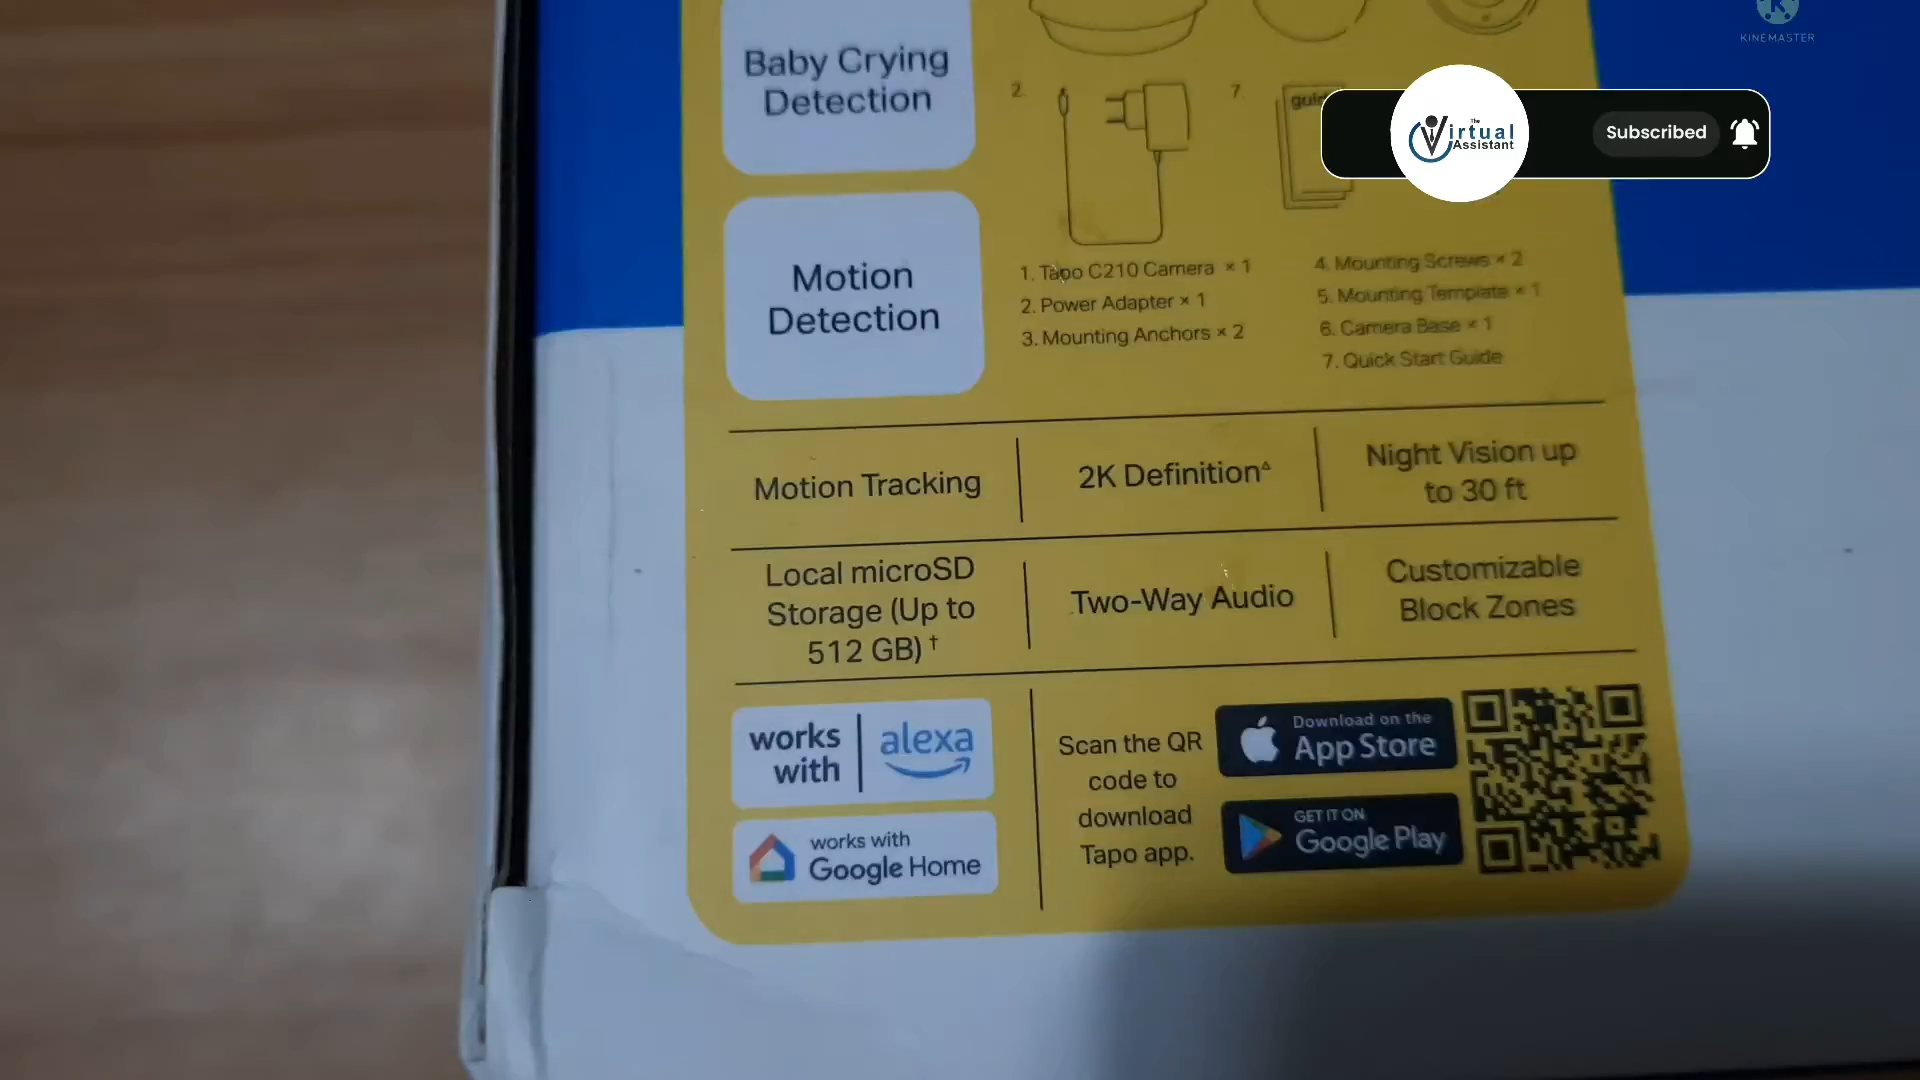 KINEMASTER
Baby Crying
Detection
2.
7.
The
Virtual
Assistant
Subscribed
Motion
Detection
1. Tapo C210 Camera × 1
2. Power Adapter × 1
3. Mounting Anchors × 2
4. Mounting Screws × 2
5. Mounting Template × 1
6. Camera Base × 1
7. Quick Start Guide
Motion Tracking
2K Definition△
Night Vision up
to 30 ft
Local microSD
Storage (Up to
512 GB) †
Two-Way Audio
Customizable
Block Zones
works
with
alexa
works with
Google Home
Scan the QR
code to
download
Tapo app.
Download on the
App Store
GET IT ON
Google Play